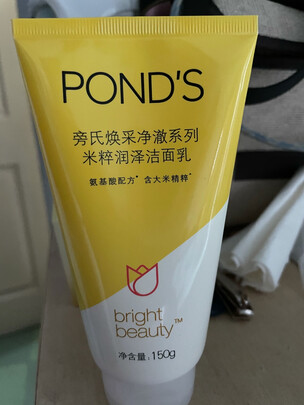 POND'S
旁氏焕采净澈系列
米粹润泽洁面乳
氨基酸配方* 含大米精粹*
bright
beauty™
净含量:150g